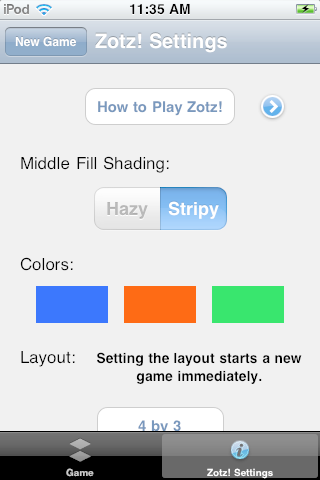 iPod 11:35 AM
New Game Zotz! Settings
How to Play Zotz!
Middle Fill Shading:
Hazy Stripy
Colors:
Layout: Setting the layout starts a new
game immediately.
4 by 3
Game Zotz! Settings